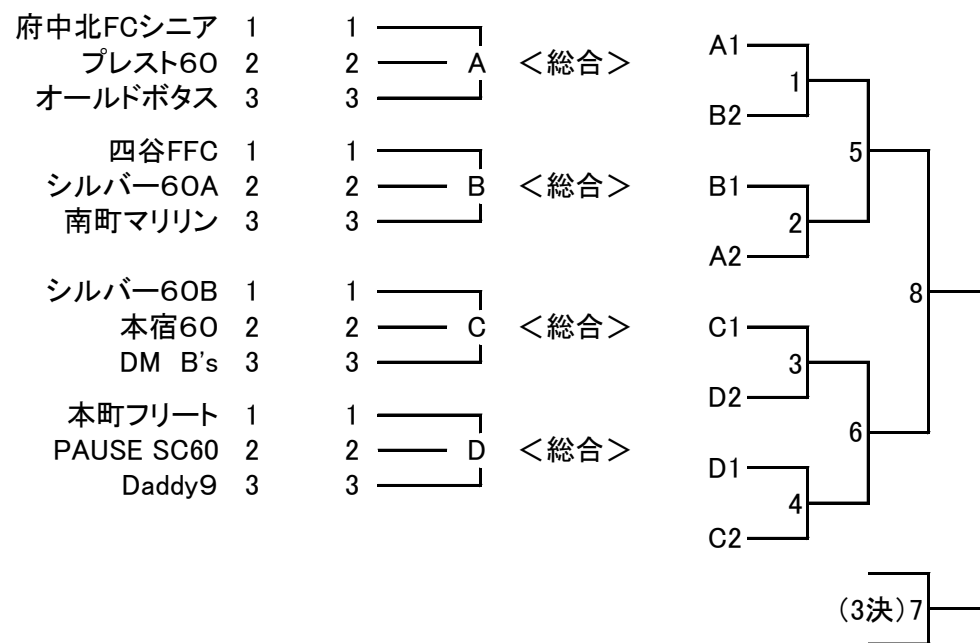 府中北FCシニア 1 1
プレスト60 2 2 A <総合>
オールドボタス 3 3
四谷FFC 1 1
シルバー60A 2 2 B <総合>
南町マリリン 3 3
シルバー60B 1 1
本宿60 2 2 C <総合>
DM B's 3 3
本町フリート 1 1
PAUSE SC60 2 2 D <総合>
Daddy9 3 3
A1
1
B2
5
B1
2
A2
8
C1
3
D2
6
D1
4
C2
(3決)7